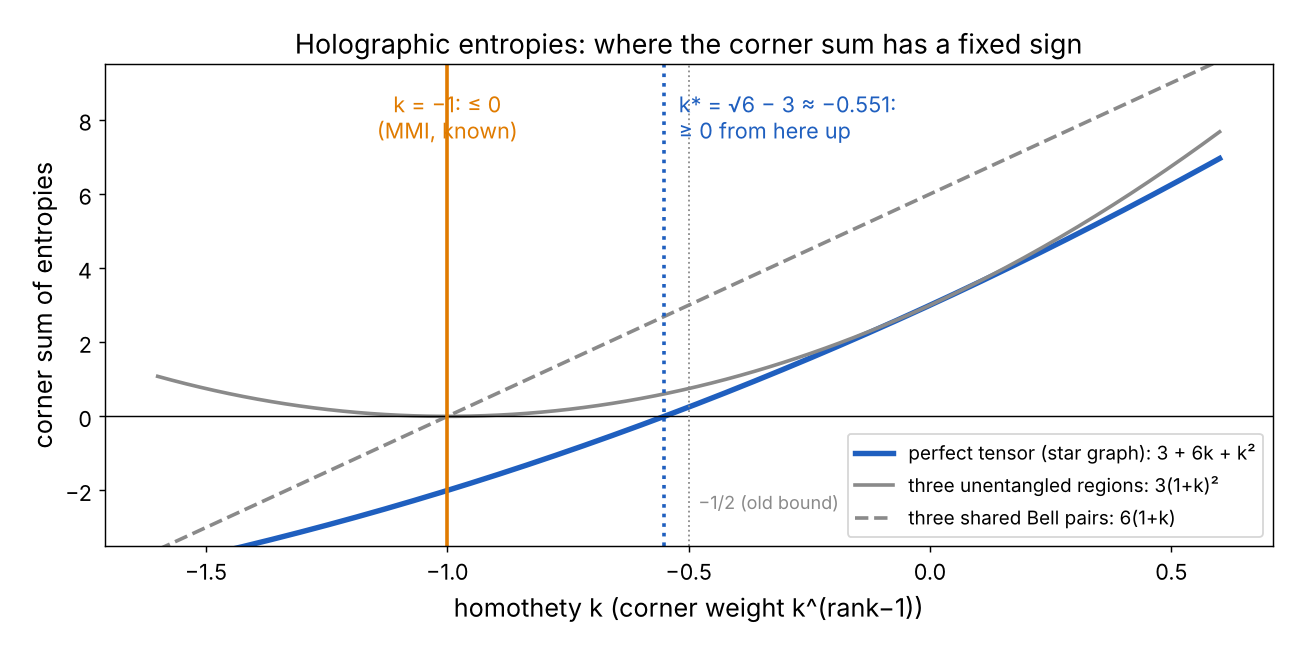 Holographic entropies: where the corner sum has a fixed sign
k = −1: ≤ 0
(MMI, known)
k* = √6 − 3 ≈ −0.551:
≥ 0 from here up
corner sum of entropies
8
6
4
2
0
−2
−1/2 (old bound)
perfect tensor (star graph): 3 + 6k + k²
three unentangled regions: 3(1+k)²
three shared Bell pairs: 6(1+k)
−1.5
−1.0
−0.5
0.0
0.5
homothety k (corner weight k^(rank−1))